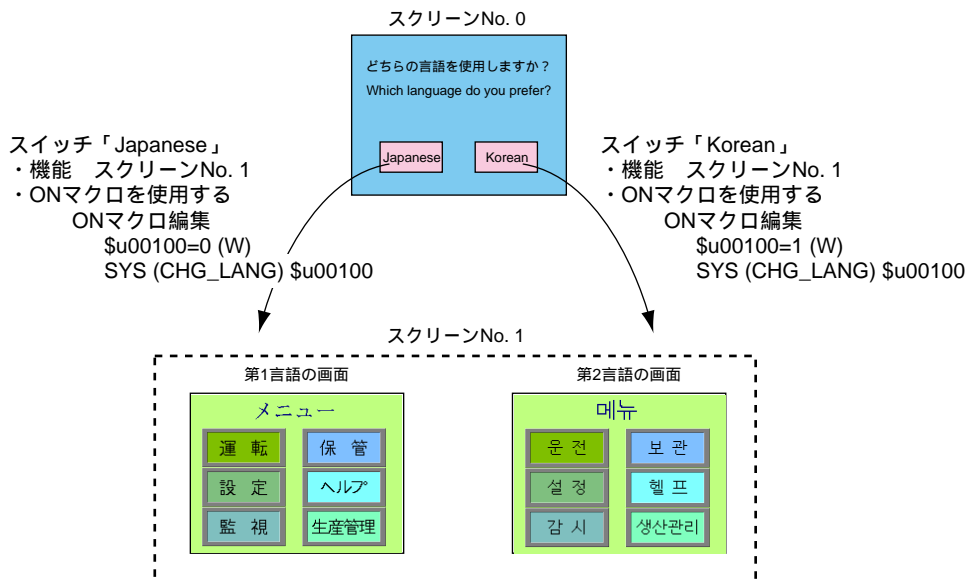 スクリーンNo. 0
どちらの言語を使用しますか？
Which language do you prefer?
Japanese
Korean
スイッチ「Japanese」
・機能　スクリーンNo. 1
・ONマクロを使用する
ONマクロ編集
$u00100=0 (W)
SYS (CHG_LANG) $u00100
スイッチ「Korean」
・機能　スクリーンNo. 1
・ONマクロを使用する
ONマクロ編集
$u00100=1 (W)
SYS (CHG_LANG) $u00100
スクリーンNo. 1
第1言語の画面
メニュー
運 転
保 管
設 定
ヘルプ
監 視
生産管理
第2言語の画面
메뉴
운 전
보 관
설 정
헬 프
감 시
생산관리